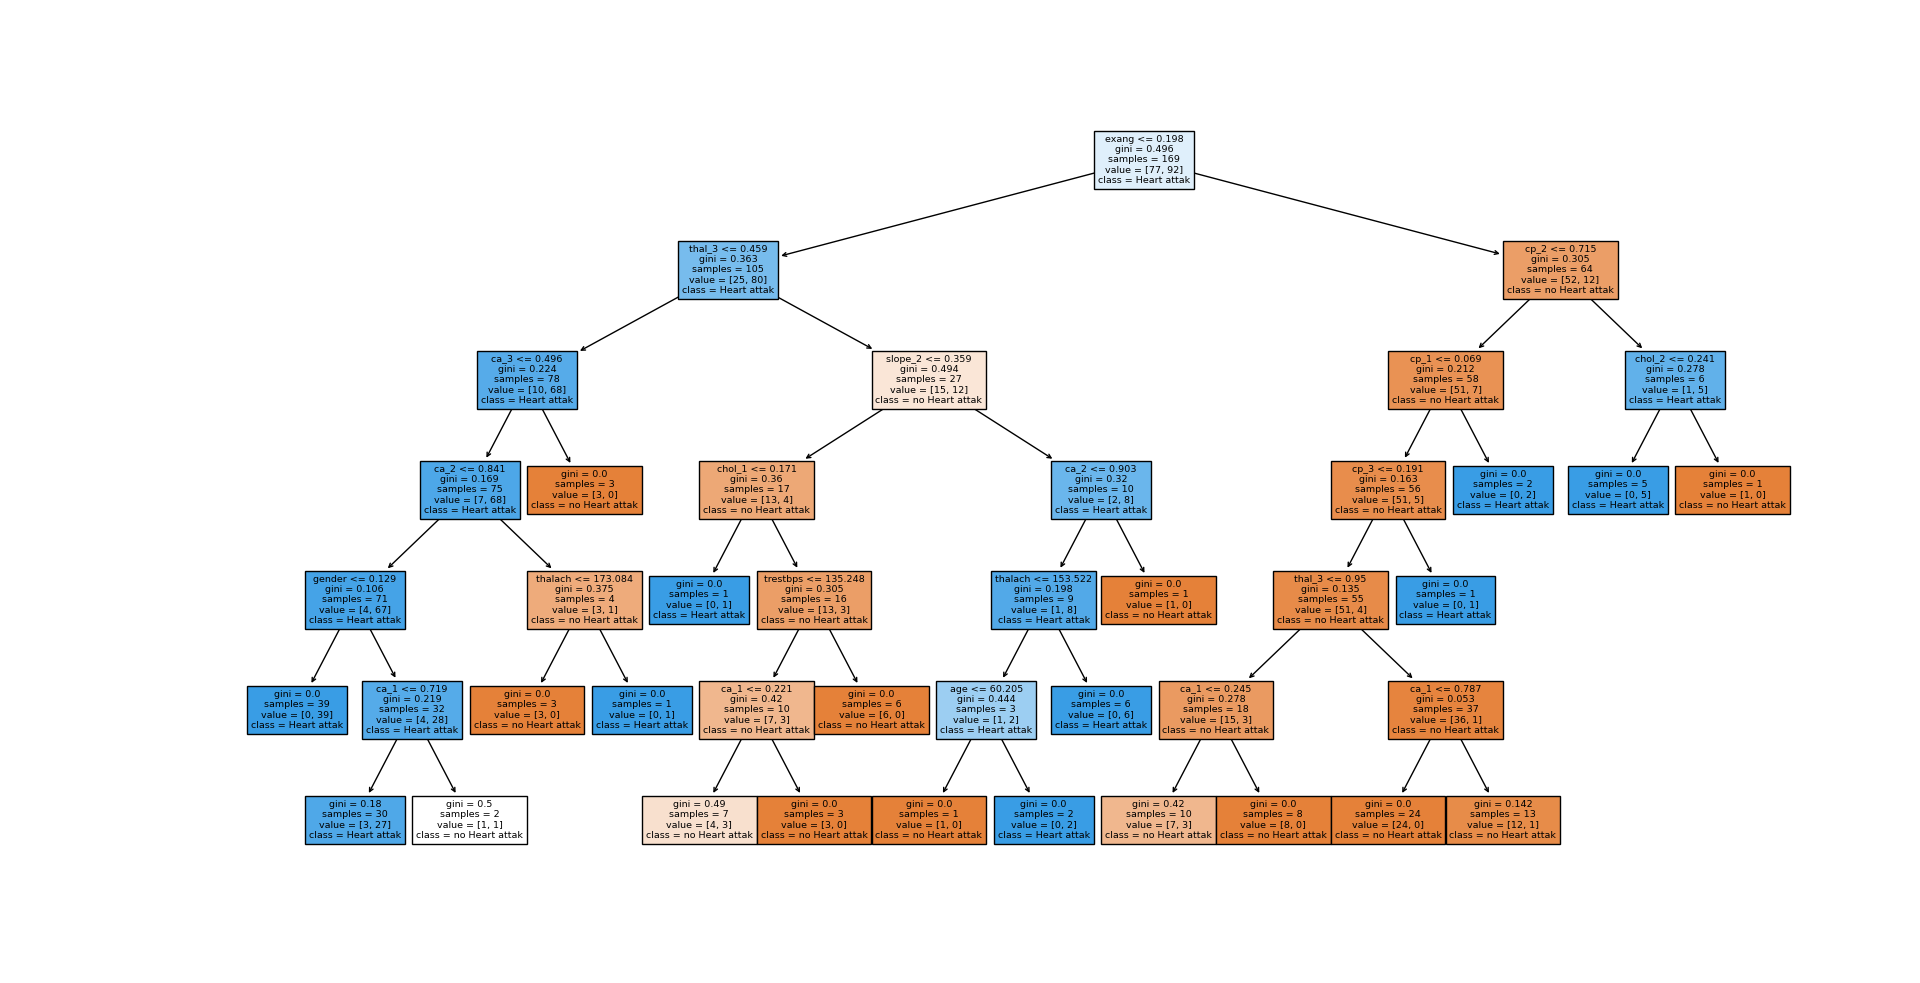 exang <= 0.198
gini = 0.496
samples = 169
value = [77, 92]
class = Heart attak
thal_3 <= 0.459
gini = 0.363
samples = 105
value = [25, 80]
class = Heart attak
cp_2 <= 0.715
gini = 0.305
samples = 64
value = [52, 12]
class = no Heart attak
ca_3 <= 0.496
gini = 0.224
samples = 78
value = [10, 68]
class = Heart attak
slope_2 <= 0.359
gini = 0.494
samples = 27
value = [15, 12]
class = no Heart attak
cp_1 <= 0.069
gini = 0.212
samples = 58
value = [51, 7]
class = no Heart attak
chol_2 <= 0.241
gini = 0.278
samples = 6
value = [1, 5]
class = Heart attak
ca_2 <= 0.841
gini = 0.169
samples = 75
value = [7, 68]
class = Heart attak
gini = 0.0
samples = 3
value = [3, 0]
class = no Heart attak
chol_1 <= 0.171
gini = 0.36
samples = 17
value = [13, 4]
class = no Heart attak
ca_2 <= 0.903
gini = 0.32
samples = 10
value = [2, 8]
class = Heart attak
cp_3 <= 0.191
gini = 0.163
samples = 56
value = [51, 5]
class = no Heart attak
gini = 0.0
samples = 2
value = [0, 2]
class = Heart attak
gini = 0.0
samples = 5
value = [0, 5]
class = Heart attak
gini = 0.0
samples = 1
value = [1, 0]
class = no Heart attak
gender <= 0.129
gini = 0.106
samples = 71
value = [4, 67]
class = Heart attak
thalach <= 173.084
gini = 0.375
samples = 4
value = [3, 1]
class = no Heart attak
gini = 0.0
samples = 1
value = [0, 1]
class = Heart attak
trestbps <= 135.248
gini = 0.305
samples = 16
value = [13, 3]
class = no Heart attak
thalach <= 153.522
gini = 0.198
samples = 9
value = [1, 8]
class = Heart attak
gini = 0.0
samples = 1
value = [1, 0]
class = no Heart attak
thal_3 <= 0.95
gini = 0.135
samples = 55
value = [51, 4]
class = no Heart attak
gini = 0.0
samples = 1
value = [0, 1]
class = Heart attak
gini = 0.0
samples = 39
value = [0, 39]
class = Heart attak
ca_1 <= 0.719
gini = 0.219
samples = 32
value = [4, 28]
class = Heart attak
gini = 0.0
samples = 3
value = [3, 0]
class = no Heart attak
gini = 0.0
samples = 1
value = [0, 1]
class = Heart attak
ca_1 <= 0.221
gini = 0.42
samples = 10
value = [7, 3]
class = no Heart attak
gini = 0.0
samples = 6
value = [6, 0]
class = no Heart attak
age <= 60.205
gini = 0.444
samples = 3
value = [1, 2]
class = Heart attak
gini = 0.0
samples = 6
value = [0, 6]
class = Heart attak
ca_1 <= 0.245
gini = 0.278
samples = 18
value = [15, 3]
class = no Heart attak
ca_1 <= 0.787
gini = 0.053
samples = 37
value = [36, 1]
class = no Heart attak
gini = 0.18
samples = 30
value = [3, 27]
class = Heart attak
gini = 0.5
samples = 2
value = [1, 1]
class = no Heart attak
gini = 0.49
samples = 7
value = [4, 3]
class = no Heart attak
gini = 0.0
samples = 3
value = [3, 0]
class = no Heart attak
gini = 0.0
samples = 1
value = [1, 0]
class = no Heart attak
gini = 0.0
samples = 2
value = [0, 2]
class = Heart attak
gini = 0.42
samples = 10
value = [7, 3]
class = no Heart attak
gini = 0.0
samples = 8
value = [8, 0]
class = no Heart attak
gini = 0.0
samples = 24
value = [24, 0]
class = no Heart attak
gini = 0.142
samples = 13
value = [12, 1]
class = no Heart attak